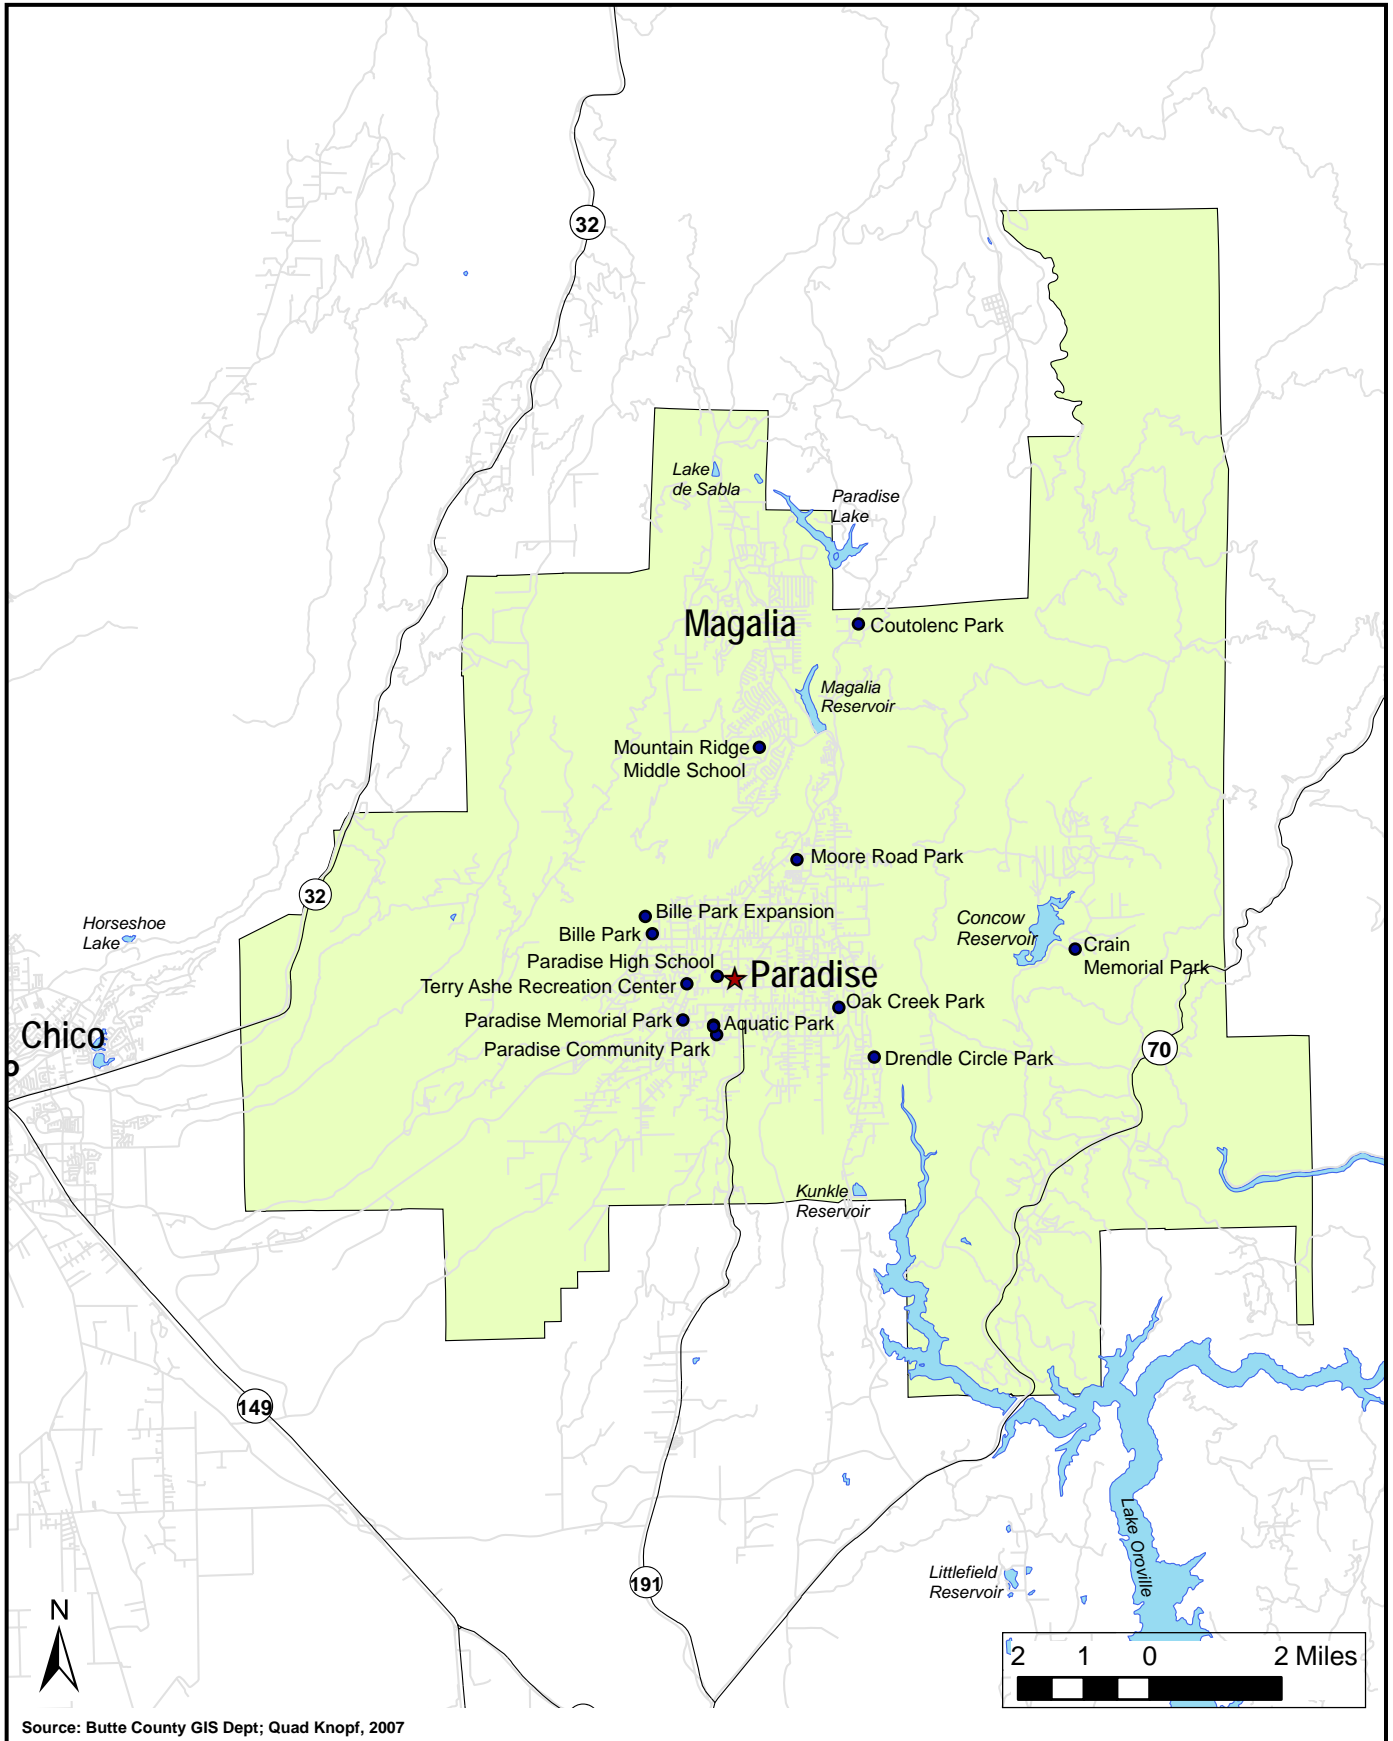 32
Lake
de Sabla
Paradise
Lake
Magalia
Coutolenc Park
Magalia
Reservoir
Mountain Ridge
Middle School
Moore Road Park
32
Horseshoe
Lake
Bille Park Expansion
Bille Park
Concow
Reservoir
Crain
Memorial Park
Paradise High School
Paradise
Terry Ashe Recreation Center
Oak Creek Park
Paradise Memorial Park
Aquatic Park
Chico
Paradise Community Park
Drendle Circle Park
70
Kunkle
Reservoir
149
Lake Oroville
191
Littlefield
Reservoir
N
2 1 0 2 Miles
Source: Butte County GIS Dept; Quad Knopf, 2007